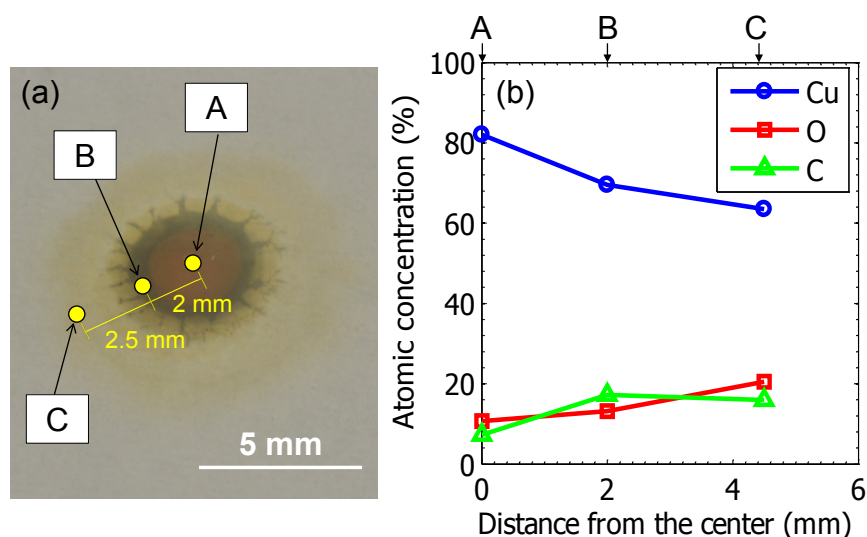 (a)
A
B
2 mm
2.5 mm
C
5 mm
A B C
(b)
Cu
O
C
100
80
60
40
20
0
0 2 4 6
Atomic concentration (%)
Distance from the center (mm)